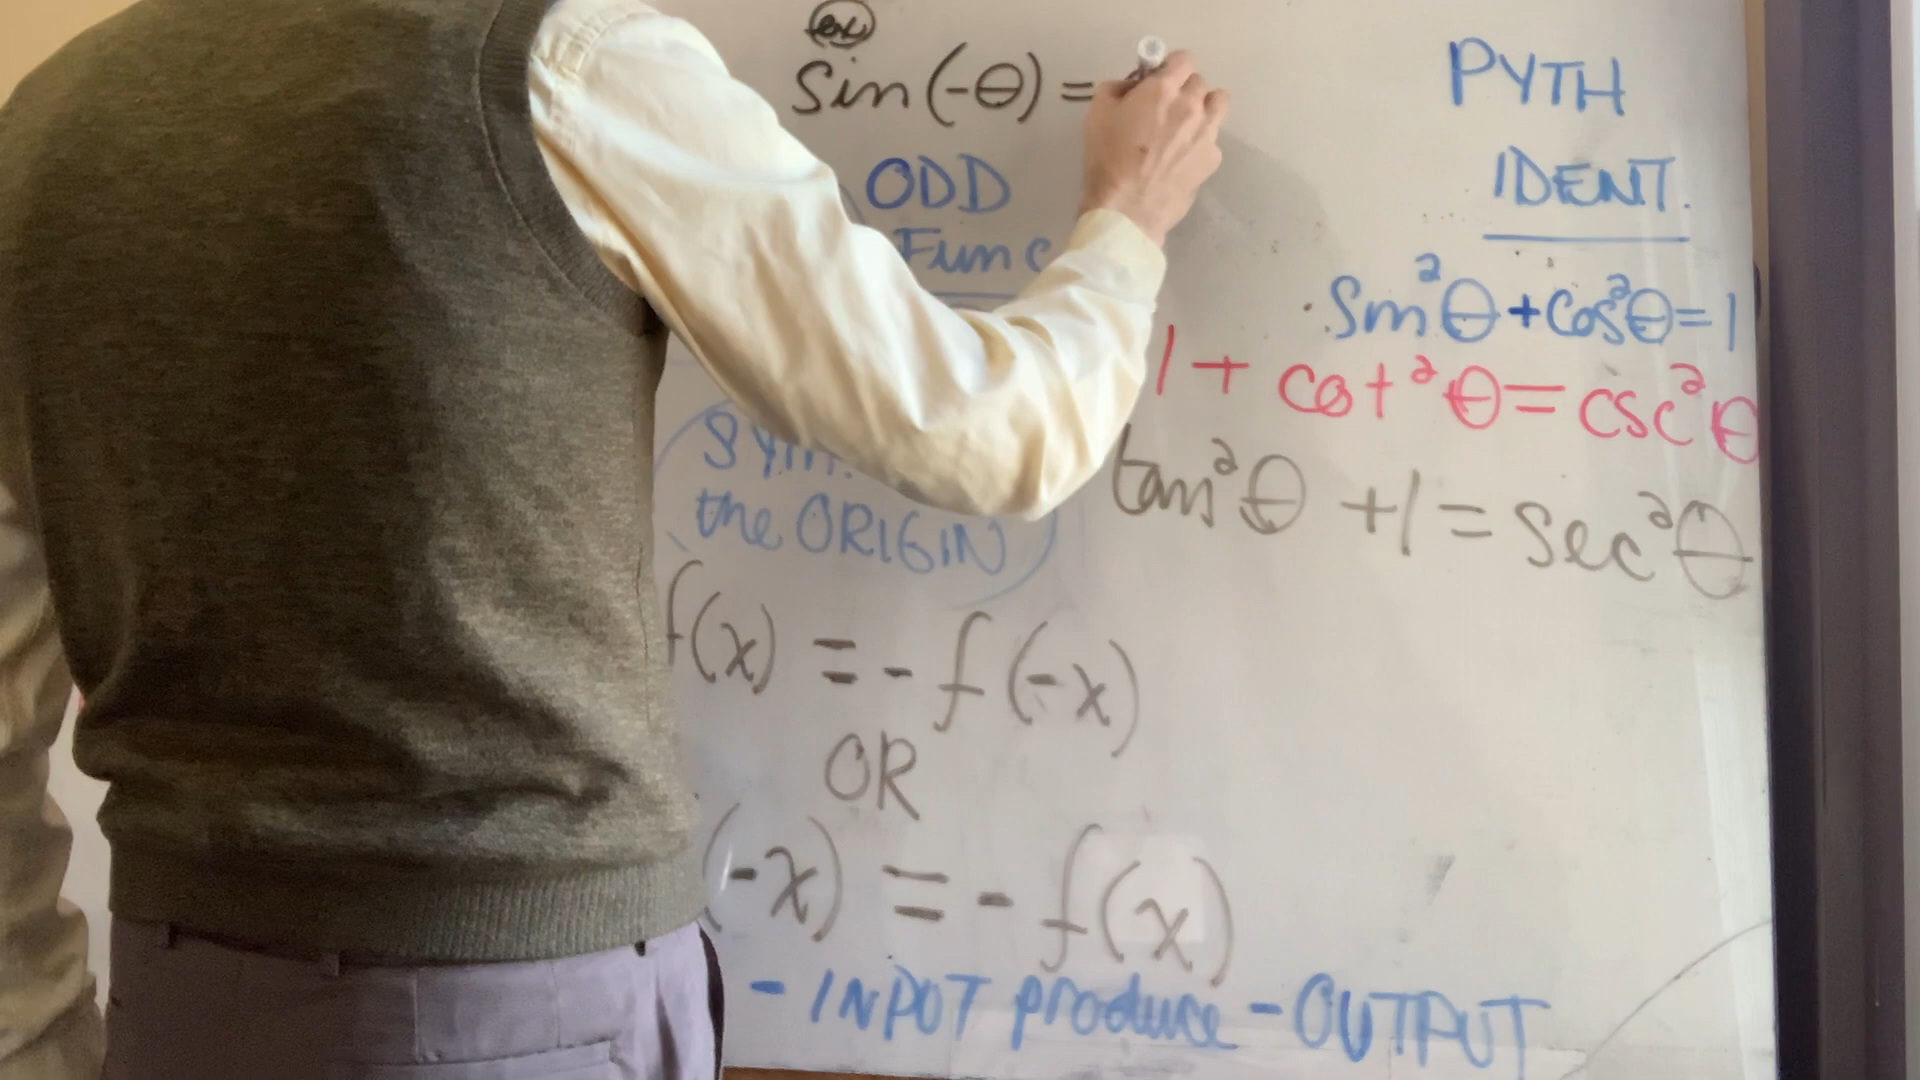 sin(-θ) =
ODD
Func
SYM.
the ORIGIN
f(x) = -f(-x)
OR
(-x) = -f(x)
- INPUT produce - OUTPUT
PYTH
IDENT.
Sin²θ + cos²θ = 1
1 + cot²θ = csc²θ
tan²θ + 1 = sec²θ